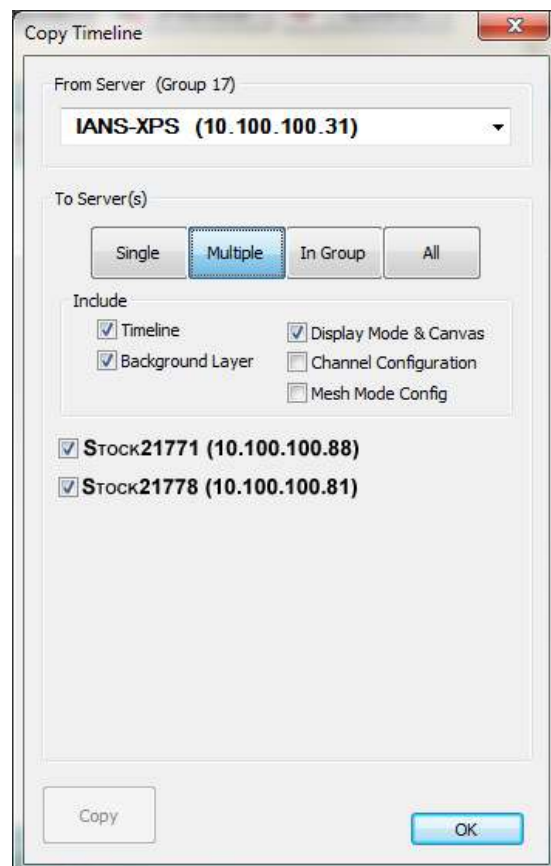 Copy Timeline
From Server (Group 17)
IANS-XPS (10.100.100.31)
To Server(s)
Single Multiple In Group All
Include
Timeline Display Mode & Canvas
Background Layer Channel Configuration
Mesh Mode Config
STOCK21771 (10.100.100.88)
STOCK21778 (10.100.100.81)
Copy
OK